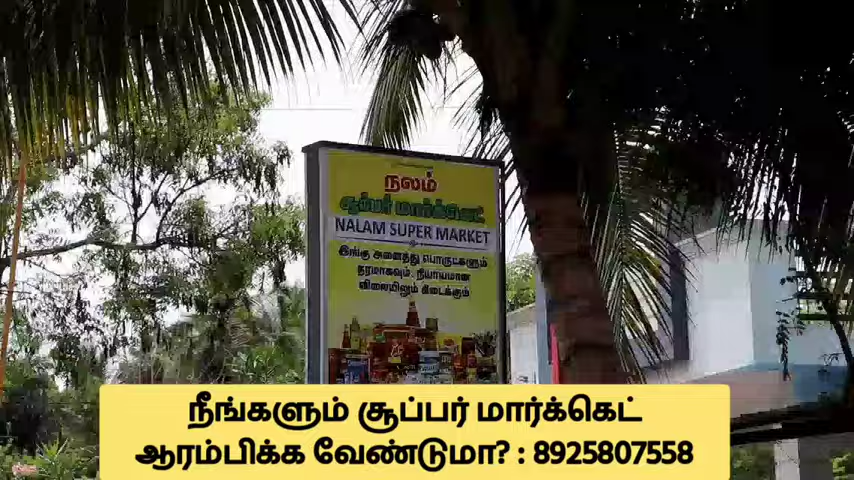 நலம்
சூப்பர் மார்க்கெட்
NALAM SUPER MARKET
இங்கு அனைத்து பொருட்களும்
தரமாகவும், நியாயமான
விலையிலும் கிடைக்கும்
நீங்களும் சூப்பர் மார்க்கெட்
ஆரம்பிக்க வேண்டுமா? : 8925807558